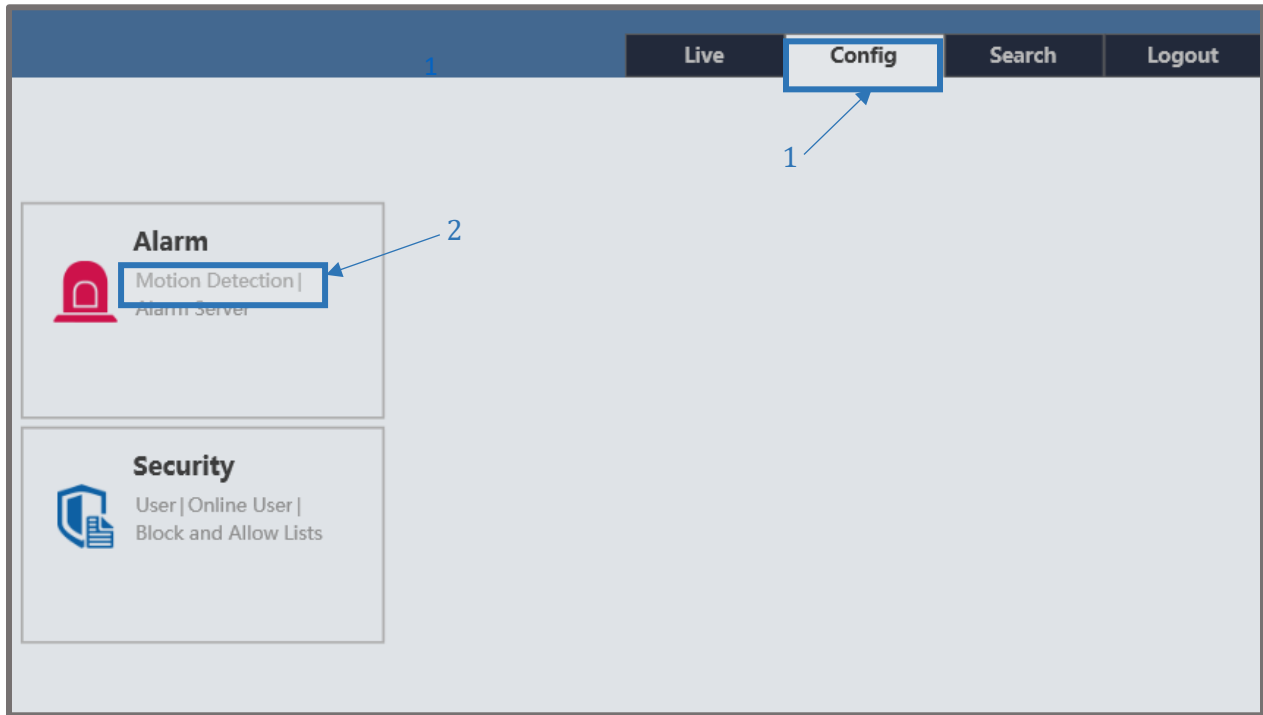 Live Config Search Logout
1
1
2
Alarm
Motion Detection|
Alarm Server
Security
User|Online User|
Block and Allow Lists